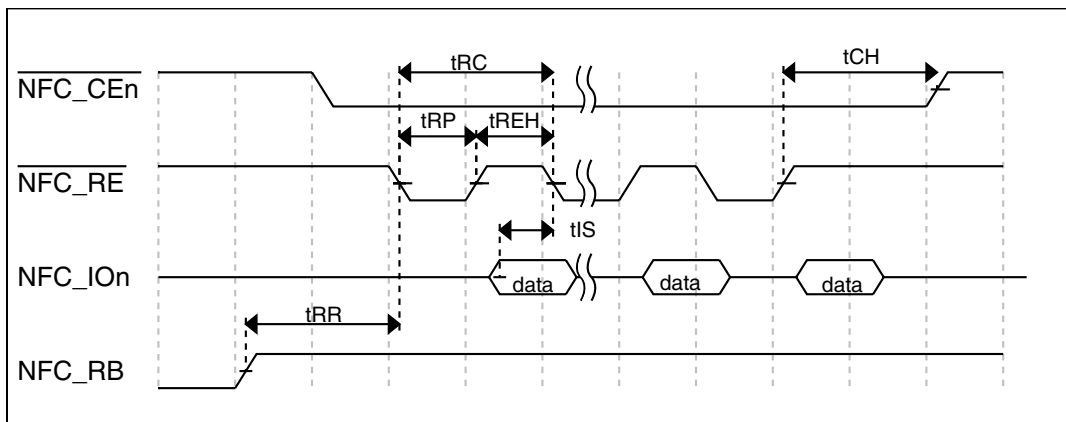 tRC
tCH
NFC_CEn
tRP
tREH
NFC_RE
tIS
NFC_IOn
data
data
data
tRR
NFC_RB